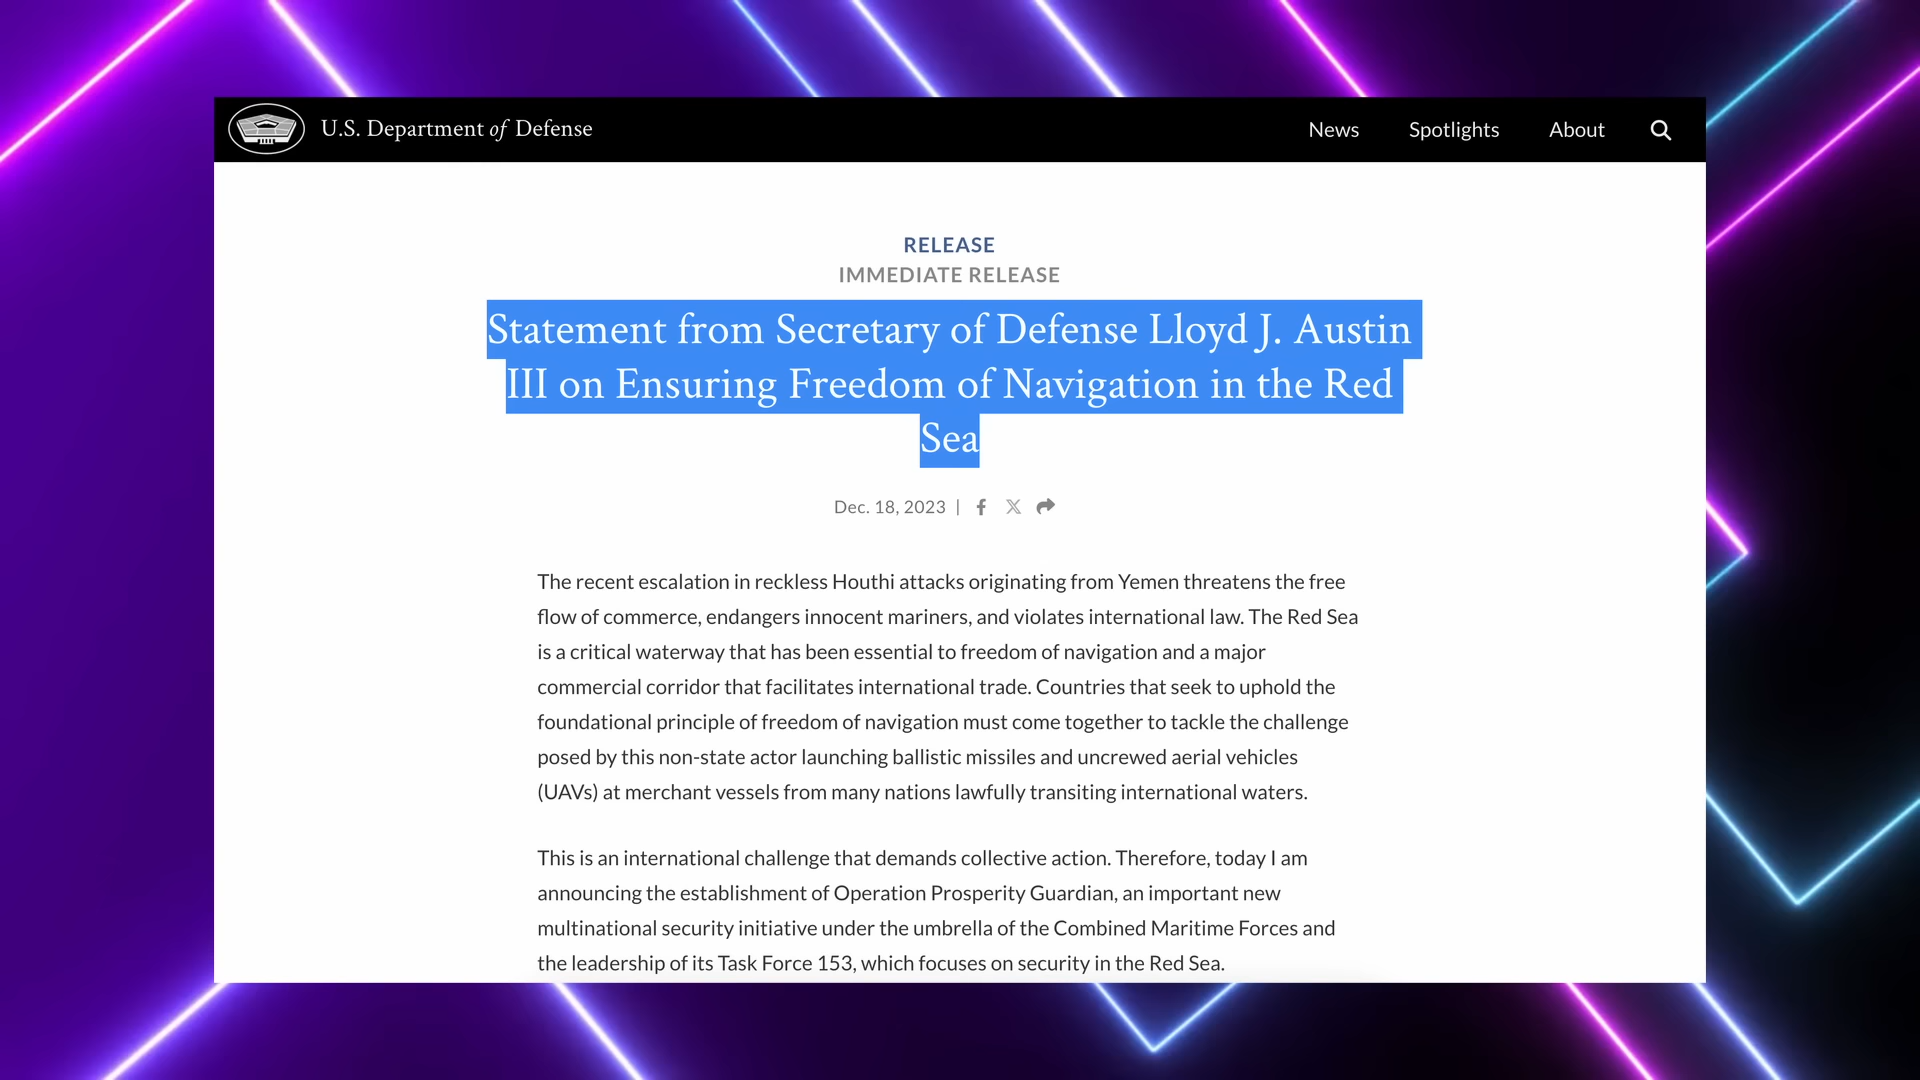 U.S. Department of Defense
News
Spotlights
About
RELEASE
IMMEDIATE RELEASE
Statement from Secretary of Defense Lloyd J. Austin
III on Ensuring Freedom of Navigation in the Red
Sea
Dec. 18, 2023 |
The recent escalation in reckless Houthi attacks originating from Yemen threatens the free
flow of commerce, endangers innocent mariners, and violates international law. The Red Sea
is a critical waterway that has been essential to freedom of navigation and a major
commercial corridor that facilitates international trade. Countries that seek to uphold the
foundational principle of freedom of navigation must come together to tackle the challenge
posed by this non-state actor launching ballistic missiles and uncrewed aerial vehicles
(UAVs) at merchant vessels from many nations lawfully transiting international waters.
This is an international challenge that demands collective action. Therefore, today I am
announcing the establishment of Operation Prosperity Guardian, an important new
multinational security initiative under the umbrella of the Combined Maritime Forces and
the leadership of its Task Force 153, which focuses on security in the Red Sea.